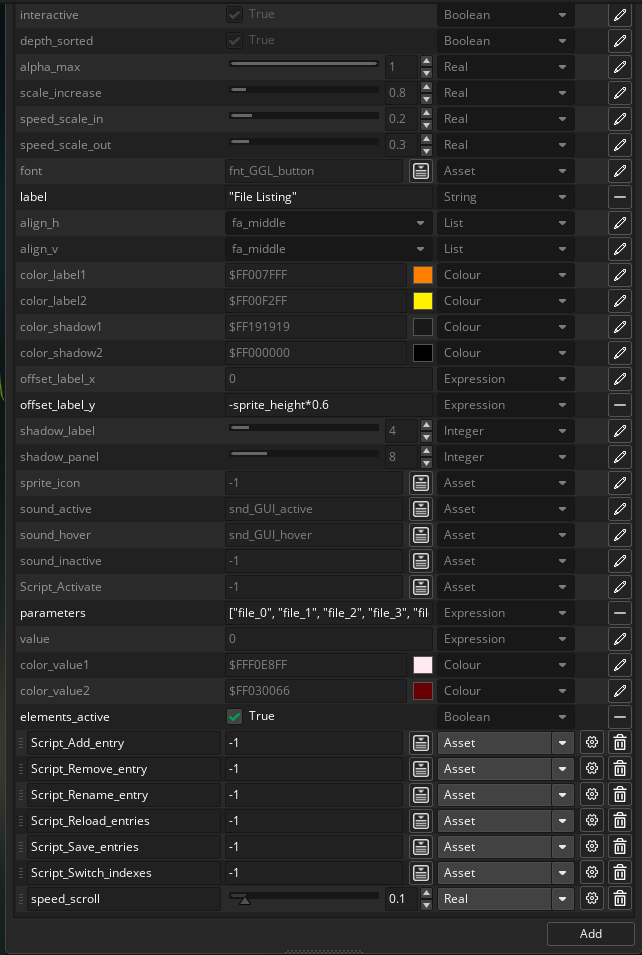 interactive True Boolean
depth_sorted True Boolean
alpha_max 1 Real
scale_increase 0.8 Real
speed_scale_in 0.2 Real
speed_scale_out 0.3 Real
font fnt_GGL_button Asset
label "File Listing" String
align_h fa_middle List
align_v fa_middle List
color_label1 $FF007FFF Colour
color_label2 $FF00F2FF Colour
color_shadow1 $FF191919 Colour
color_shadow2 $FF000000 Colour
offset_label_x 0 Expression
offset_label_y -sprite_height*0.6 Expression
shadow_label 4 Integer
shadow_panel 8 Integer
sprite_icon -1 Asset
sound_active snd_GUI_active Asset
sound_hover snd_GUI_hover Asset
sound_inactive -1 Asset
Script_Activate -1 Asset
parameters ["file_0", "file_1", "file_2", "file_3", "fil Expression
value 0 Expression
color_value1 $FFF0E8FF Colour
color_value2 $FF030066 Colour
elements_active True Boolean
Script_Add_entry -1 Asset
Script_Remove_entry -1 Asset
Script_Rename_entry -1 Asset
Script_Reload_entries -1 Asset
Script_Save_entries -1 Asset
Script_Switch_indexes -1 Asset
speed_scroll 0.1 Real
Add